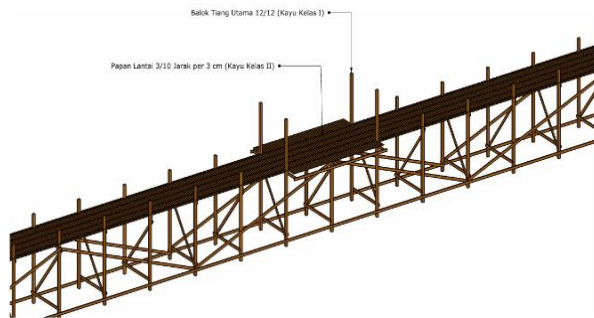 Balok Tiang Utama 12/12 (Kayu Kelas I)
Papan Lantai 3/10 Jarak per 3 cm (Kayu Kelas II)